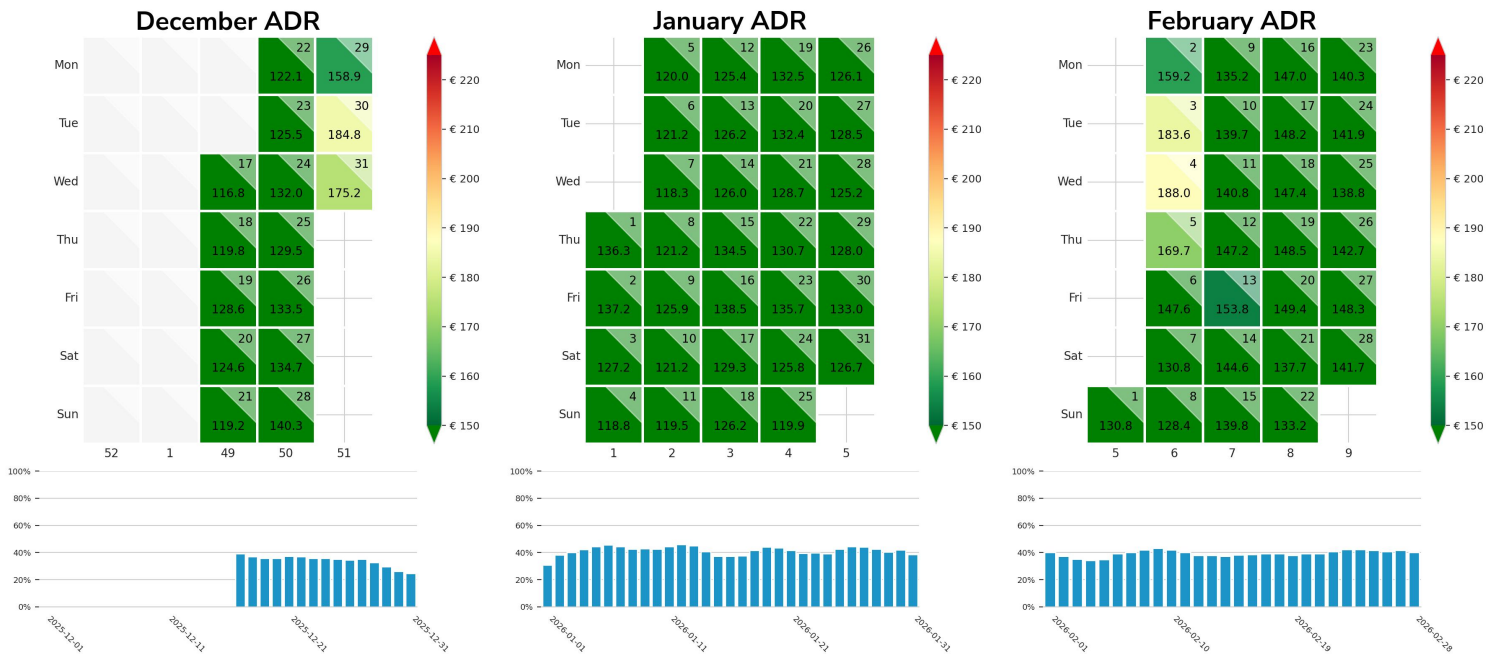 December ADR
January ADR
February ADR
Mon 22 29
122.1 158.9
Tue 23 30
125.5 184.8
Wed 17 24 31
116.8 132.0 175.2
Thu 18 25
119.8 129.5
Fri 19 26
128.6 133.5
Sat 20 27
124.6 134.7
Sun 21 28
119.2 140.3
52 1 49 50 51
€ 220
€ 210
€ 200
€ 190
€ 180
€ 170
€ 160
€ 150
Mon 5 12 19 26
120.0 125.4 132.5 126.1
Tue 6 13 20 27
121.2 126.2 132.4 128.5
Wed 7 14 21 28
118.3 126.0 128.7 125.2
Thu 1 8 15 22 29
136.3 121.2 134.5 130.7 128.0
Fri 2 9 16 23 30
137.2 125.9 138.5 135.7 133.0
Sat 3 10 17 24 31
127.2 121.2 129.3 125.8 126.7
Sun 4 11 18 25
118.8 119.5 126.2 119.9
1 2 3 4 5
€ 220
€ 210
€ 200
€ 190
€ 180
€ 170
€ 160
€ 150
Mon 2 9 16 23
159.2 135.2 147.0 140.3
Tue 3 10 17 24
183.6 139.7 148.2 141.9
Wed 4 11 18 25
188.0 140.8 147.4 138.8
Thu 5 12 19 26
169.7 147.2 148.5 142.7
Fri 6 13 20 27
147.6 153.8 149.4 148.3
Sat 7 14 21 28
130.8 144.6 137.7 141.7
Sun 1 8 15 22
130.8 128.4 139.8 133.2
5 6 7 8 9
€ 220
€ 210
€ 200
€ 190
€ 180
€ 170
€ 160
€ 150
100%
80%
60%
40%
20%
0%
2025-12-01
2025-12-11
2025-12-21
2025-12-31
100%
80%
60%
40%
20%
0%
2026-01-01
2026-01-11
2026-01-21
2026-01-31
100%
80%
60%
40%
20%
0%
2026-02-01
2026-02-10
2026-02-19
2026-02-28